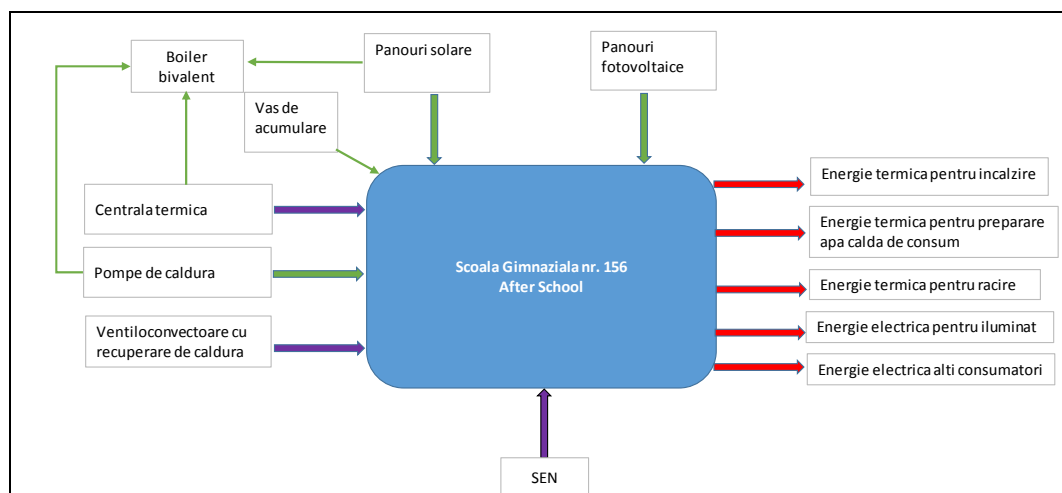 Boiler
bivalent
Panouri solare
Panouri
fotovoltaice
Vas de
acumulare
Centrala termica
Pompe de caldura
Ventiloconvectoare cu
recuperare de caldura
Scoala Gimnaziala nr. 156
After School
Energie termica pentru incalzire
Energie termica pentru preparare
apa calda de consum
Energie termica pentru racire
Energie electrica pentru iluminat
Energie electrica alti consumatori
SEN